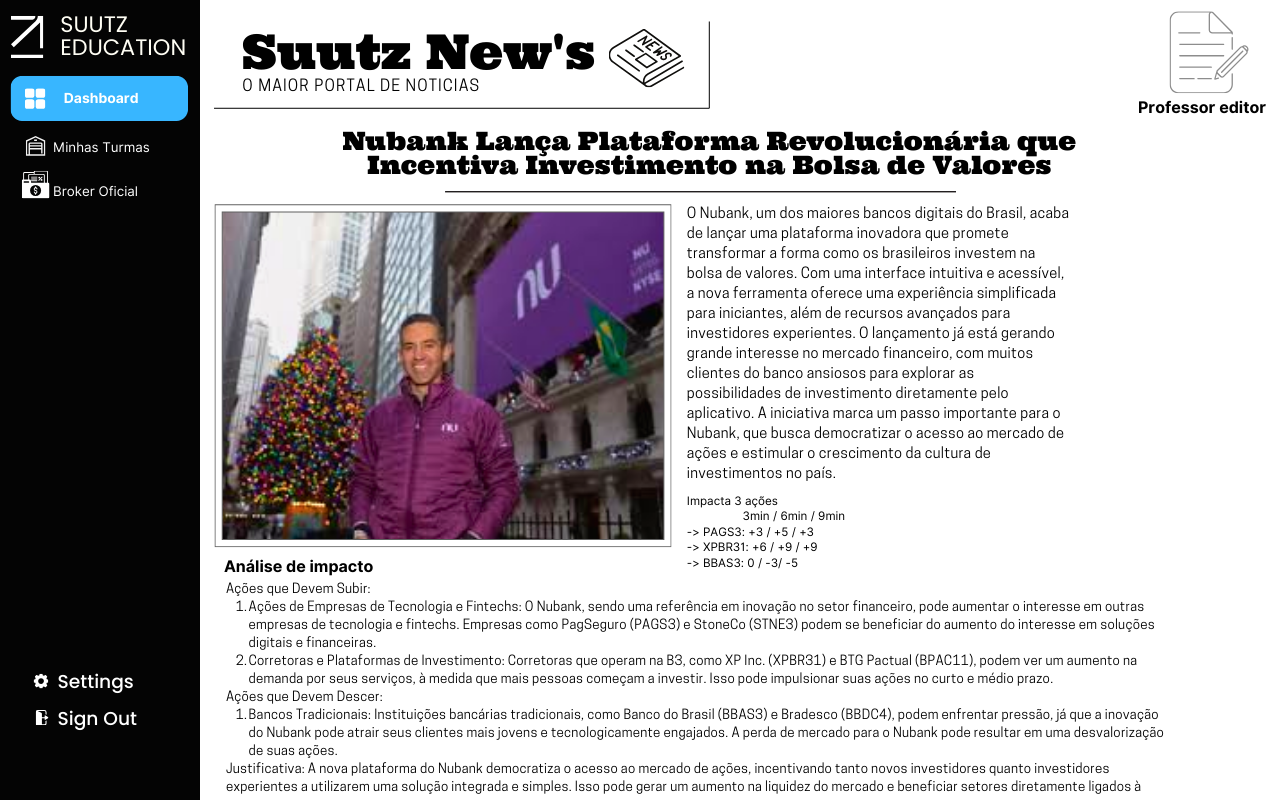 SUUTZ
EDUCATION
Dashboard
Minhas Turmas
Broker Oficial
Settings
Sign Out
Suutz New's
NEWS
O MAIOR PORTAL DE NOTICIAS
Professor editor
Nubank Lança Plataforma Revolucionária que
Incentiva Investimento na Bolsa de Valores
nu
NU
NYSE
nu
O Nubank, um dos maiores bancos digitais do Brasil, acaba
de lançar uma plataforma inovadora que promete
transformar a forma como os brasileiros investem na
bolsa de valores. Com uma interface intuitiva e acessível,
a nova ferramenta oferece uma experiência simplificada
para iniciantes, além de recursos avançados para
investidores experientes. O lançamento já está gerando
grande interesse no mercado financeiro, com muitos
clientes do banco ansiosos para explorar as
possibilidades de investimento diretamente pelo
aplicativo. A iniciativa marca um passo importante para o
Nubank, que busca democratizar o acesso ao mercado de
ações e estimular o crescimento da cultura de
investimentos no país.
Impacta 3 ações
3min / 6min / 9min
-> PAGS3: +3 / +5 / +3
-> XPBR31: +6 / +9 / +9
-> BBAS3: 0 / -3/ -5
Análise de impacto
Ações que Devem Subir:
1. Ações de Empresas de Tecnologia e Fintechs: O Nubank, sendo uma referência em inovação no setor financeiro, pode aumentar o interesse em outras
empresas de tecnologia e fintechs. Empresas como PagSeguro (PAGS3) e StoneCo (STNE3) podem se beneficiar do aumento do interesse em soluções
digitais e financeiras.
2. Corretoras e Plataformas de Investimento: Corretoras que operam na B3, como XP Inc. (XPBR31) e BTG Pactual (BPAC11), podem ver um aumento na
demanda por seus serviços, à medida que mais pessoas começam a investir. Isso pode impulsionar suas ações no curto e médio prazo.
Ações que Devem Descer:
1. Bancos Tradicionais: Instituições bancárias tradicionais, como Banco do Brasil (BBAS3) e Bradesco (BBDC4), podem enfrentar pressão, já que a inovação
do Nubank pode atrair seus clientes mais jovens e tecnologicamente engajados. A perda de mercado para o Nubank pode resultar em uma desvalorização
de suas ações.
Justificativa: A nova plataforma do Nubank democratiza o acesso ao mercado de ações, incentivando tanto novos investidores quanto investidores
experientes a utilizarem uma solução integrada e simples. Isso pode gerar um aumento na liquidez do mercado e beneficiar setores diretamente ligados à